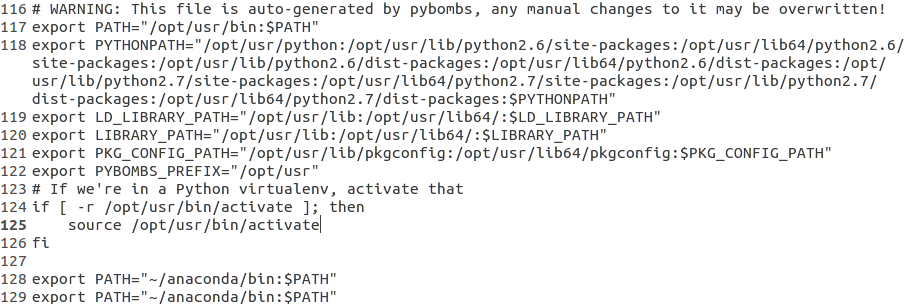 116 # WARNING: This file is auto-generated by pybombs, any manual changes to it may be overwritten!
117 export PATH="/opt/usr/bin:$PATH"
118 export PYTHONPATH="/opt/usr/python:/opt/usr/lib/python2.6/site-packages:/opt/usr/lib64/python2.6/
site-packages:/opt/usr/lib/python2.6/dist-packages:/opt/usr/lib64/python2.6/dist-packages:/opt/
usr/lib/python2.7/site-packages:/opt/usr/lib64/python2.7/site-packages:/opt/usr/lib/python2.7/
dist-packages:/opt/usr/lib64/python2.7/dist-packages:$PYTHONPATH"
119 export LD_LIBRARY_PATH="/opt/usr/lib:/opt/usr/lib64/:$LD_LIBRARY_PATH"
120 export LIBRARY_PATH="/opt/usr/lib:/opt/usr/lib64/:$LIBRARY_PATH"
121 export PKG_CONFIG_PATH="/opt/usr/lib/pkgconfig:/opt/usr/lib64/pkgconfig:$PKG_CONFIG_PATH"
122 export PYBOMBS_PREFIX="/opt/usr"
123 # If we're in a Python virtualenv, activate that
124 if [ -r /opt/usr/bin/activate ]; then
125     source /opt/usr/bin/activate
126 fi
127
128 export PATH="~/anaconda/bin:$PATH"
129 export PATH="~/anaconda/bin:$PATH"